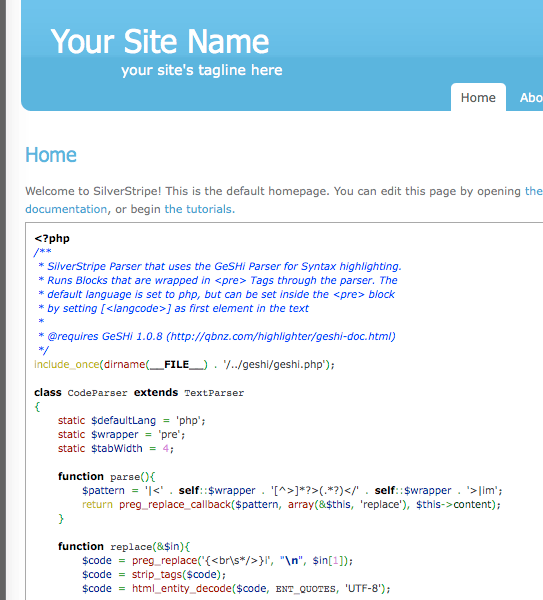 Your Site Name
your site's tagline here
Home
Abo
Home
Welcome to SilverStripe! This is the default homepage. You can edit this page by opening the
documentation, or begin the tutorials.
<?php
/**
 * SilverStripe Parser that uses the GeSHi Parser for Syntax highlighting.
 * Runs Blocks that are wrapped in <pre> Tags through the parser. The
 * default language is set to php, but can be set inside the <pre> block
 * by setting [<langcode>] as first element in the text
 *
 * @requires GeSHi 1.0.8 (http://qbnz.com/highlighter/geshi-doc.html)
 */
include_once(dirname(__FILE__) . '/../geshi/geshi.php');
class CodeParser extends TextParser
{
    static $defaultLang = 'php';
    static $wrapper = 'pre';
    static $tabWidth = 4;
    function parse(){
        $pattern = '|<' . self::$wrapper . '[^>]*?>(.*?)</' . self::$wrapper . '>|im';
        return preg_replace_callback($pattern, array(&$this, 'replace'), $this->content);
    }
    function replace(&$in){
        $code = preg_replace('{<br\s*/>}i', "\n", $in[1]);
        $code = strip_tags($code);
        $code = html_entity_decode($code, ENT_QUOTES, 'UTF-8');